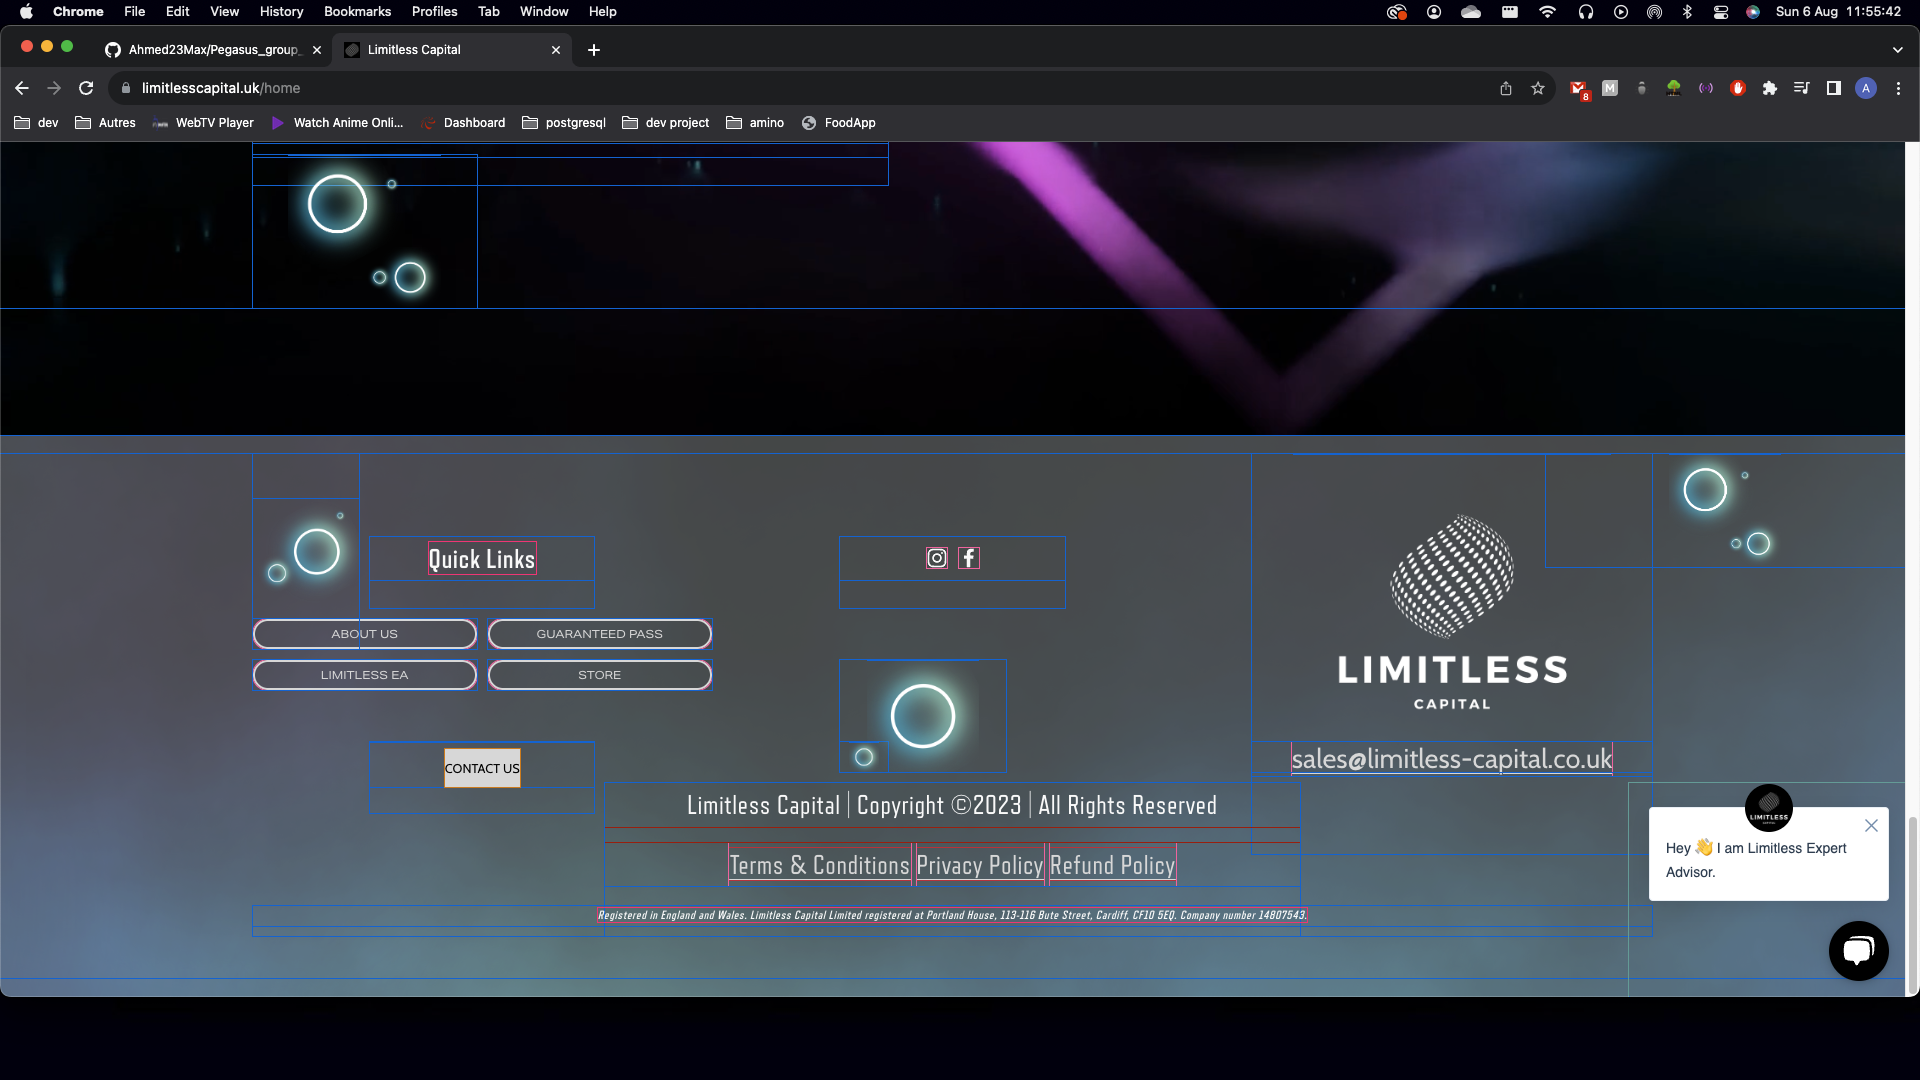 Chrome File Edit View History Bookmarks Profiles Tab Window Help Sun 6 Aug 11:55:42
Ahmed23Max/Pegasus_group_ Limitless Capital
limitlesscapital.uk/home
8 M A
dev Autres WebTV Player Watch Anime Onli... Dashboard postgresql dev project amino FoodApp
Quick Links
ABOUT US GUARANTEED PASS
LIMITLESS EA STORE
LIMITLESS
CAPITAL
CONTACT US
sales@limitless-capital.co.uk
Limitless Capital | Copyright ©2023 | All Rights Reserved
Terms & Conditions Privacy Policy Refund Policy
Registered in England and Wales. Limitless Capital Limited registered at Portland House, 113-116 Bute Street, Cardiff, CF10 5EQ. Company number 14807543.
LIMITLESS
Hey 👋 I am Limitless Expert
Advisor.